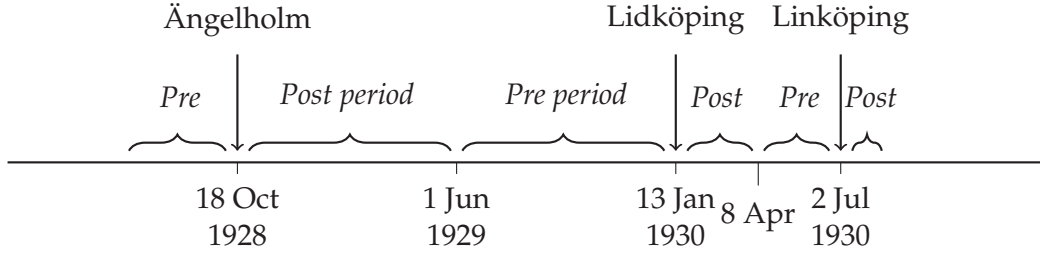 Ängelholm Lidköping Linköping
Pre Post period Pre period Post Pre Post
18 Oct 1 Jun 13 Jan 8 Apr 2 Jul
1928 1929 1930 1930